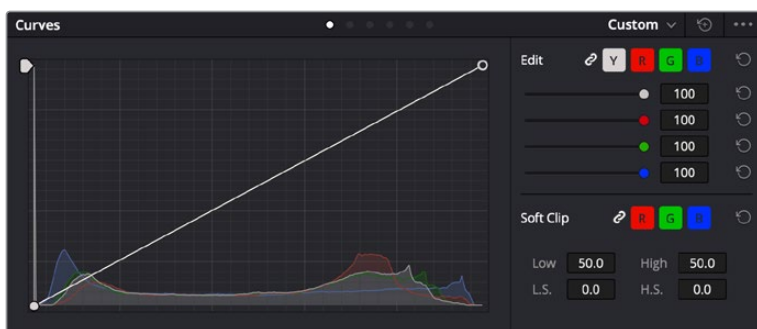 Curves
Custom
Edit
Y R G B
100
100
100
100
Soft Clip
R G B
Low 50.0 High 50.0
L.S. 0.0 H.S. 0.0